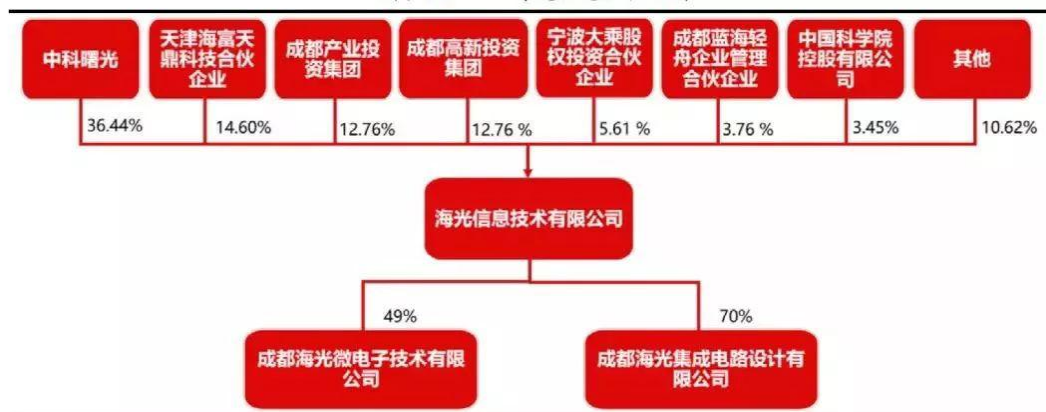 中科曙光
天津海富天
鼎科技合伙
企业
成都产业投
资集团
成都高新投资
集团
宁波大乘股
权投资合伙
企业
成都蓝海轻
舟企业管理
合伙企业
中国科学院
控股有限公
司
其他
36.44%
14.60%
12.76%
12.76 %
5.61 %
3.76 %
3.45%
10.62%
海光信息技术有限公司
49%
70%
成都海光微电子技术有限
公司
成都海光集成电路设计有
限公司